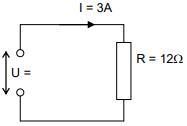 I = 3A
U =
R = 12Ω